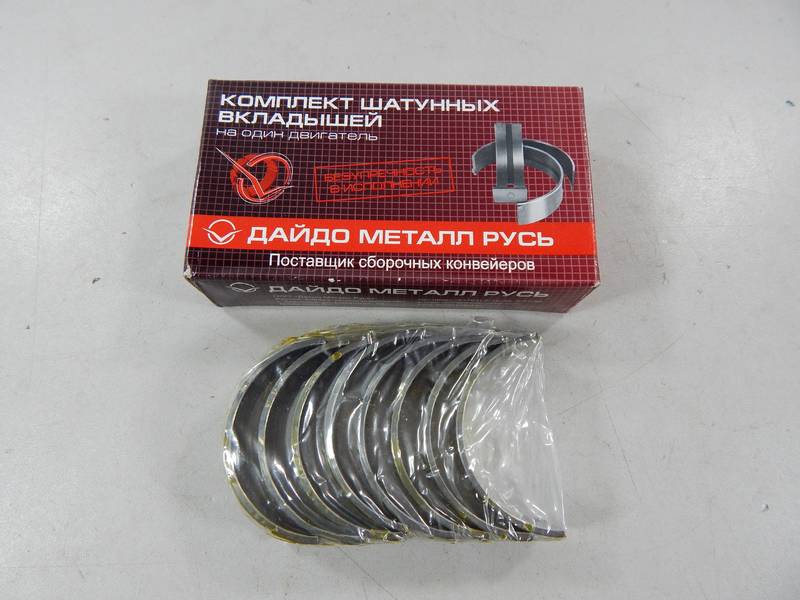 КОМПЛЕКТ ШАТУННЫХ
ВКЛАДЫШЕЙ
на один двигатель
БЕЗУПРЕЧНОСТЬ
В ИСПОЛНЕНИИ
ДАЙДО МЕТАЛЛ РУСЬ
Поставщик сборочных конвейеров
ДАЙДО МЕТАЛЛ РУСЬ